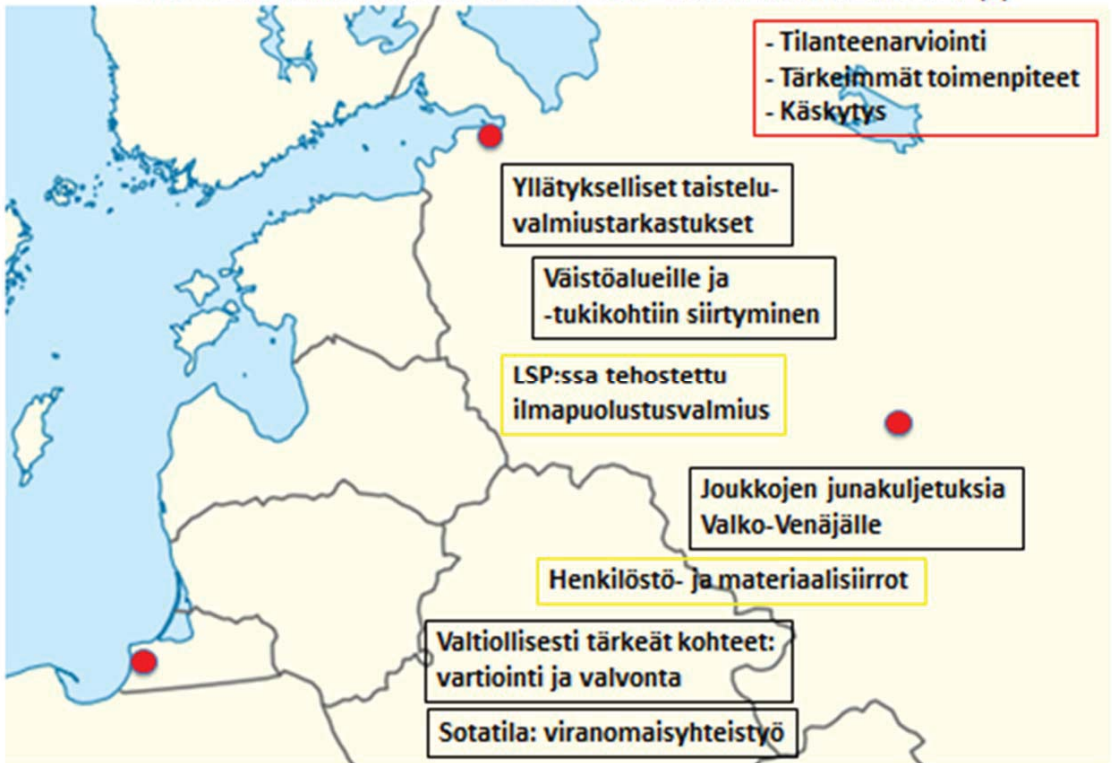 - Tilanteenarviointi
- Tärkeimmät toimenpiteet
- Käskytys
Yllätykselliset taistelu-
valmiustarkastukset
Väistöalueille ja
-tukikohtiin siirtyminen
LSP:ssa tehostettu
ilmapuolustusvalmius
Joukkojen junakuljetuksia
Valko-Venäjälle
Henkilöstö- ja materiaalisiirrot
Valtiollisesti tärkeät kohteet:
vartiointi ja valvonta
Sotatila: viranomaisyhteistyö